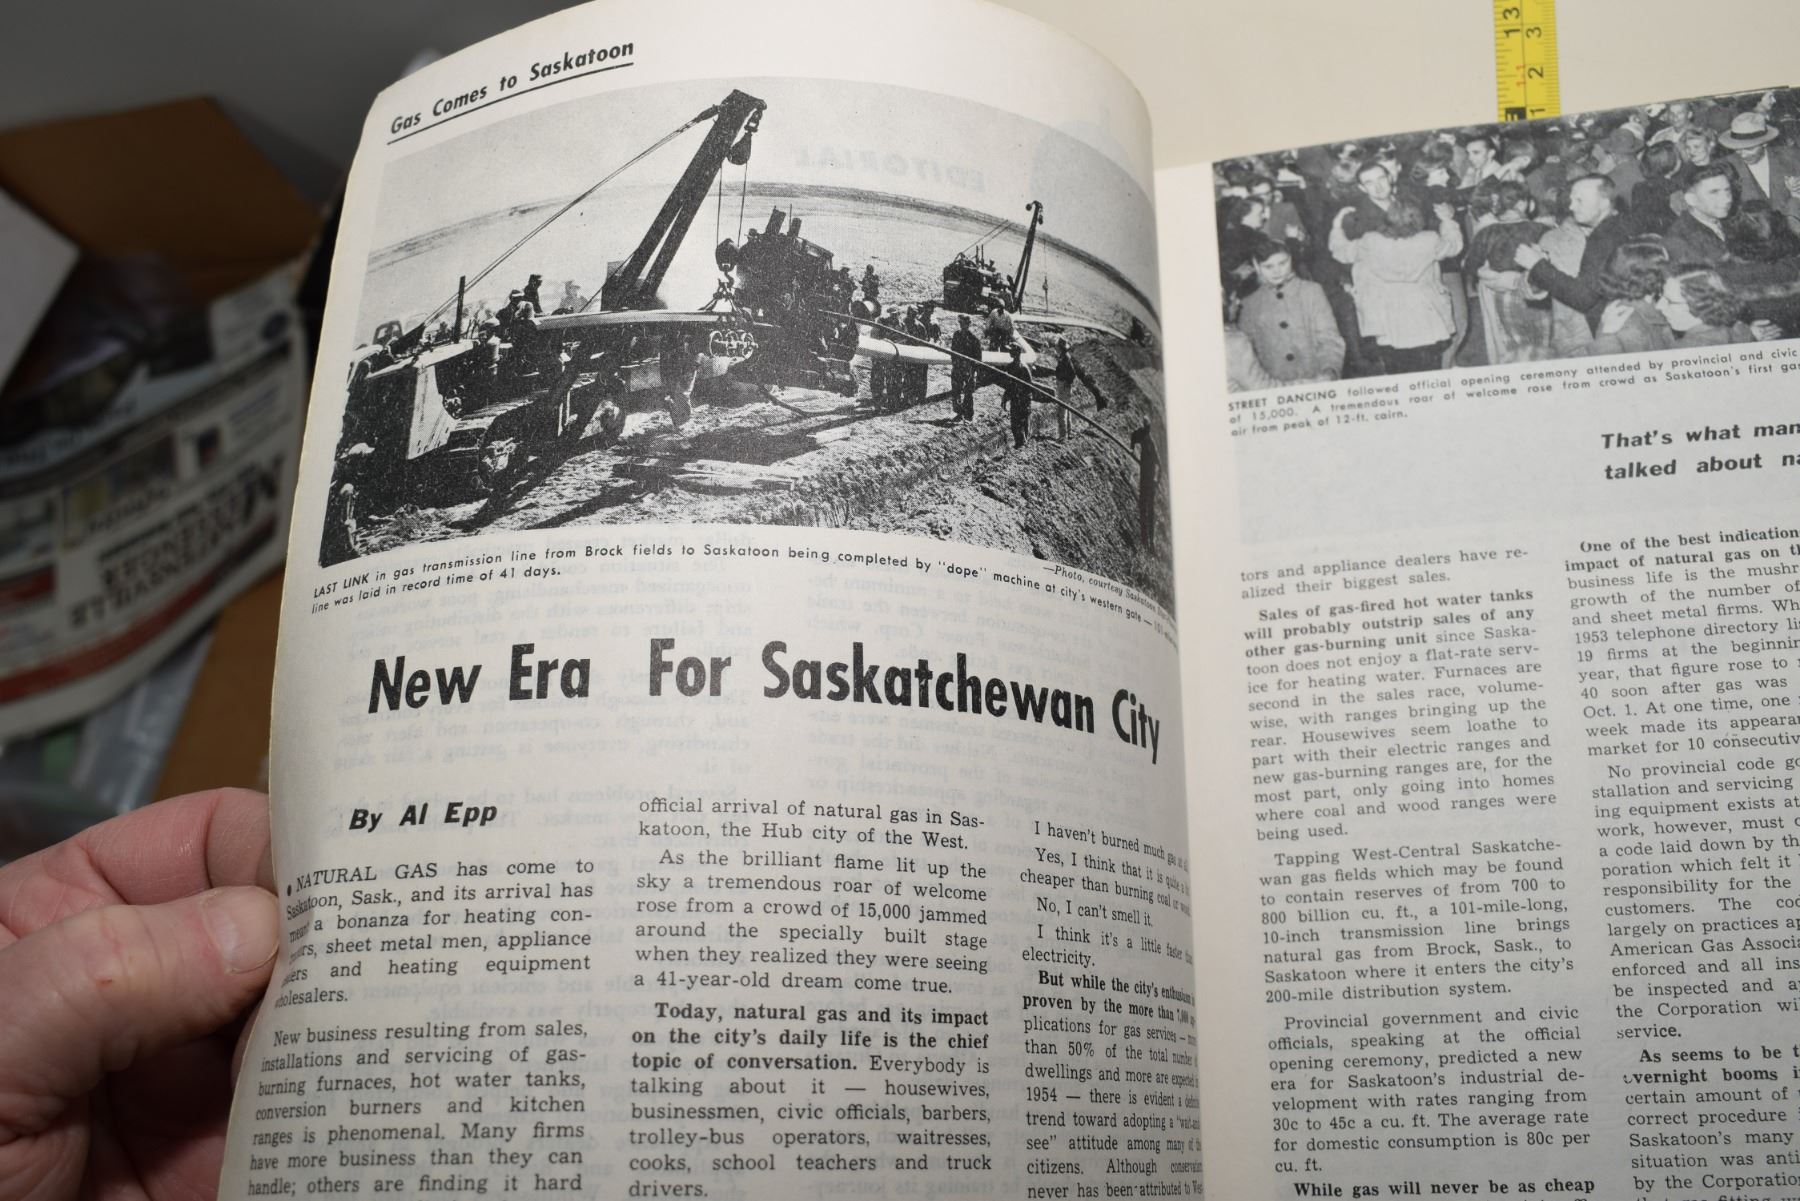 Gas Comes to Saskatoon
LAST LINK in gas transmission line from Brock fields to Saskatoon being completed by "dope" machine at city's western gate — 101
line was laid in record time of 41 days.
—Photo, courtesy Saskatoon
New Era For Saskatchewan City
By Al Epp
• NATURAL GAS has come to
Saskatoon, Sask., and its arrival has
a bonanza for heating con-
sheet metal men, appliance
and heating equipment
wholesalers.
New business resulting from sales,
installations and servicing of gas-
burning furnaces, hot water tanks,
conversion burners and kitchen
ranges is phenomenal. Many firms
have more business than they can
handle; others are finding it hard
official arrival of natural gas in Sas-
katoon, the Hub city of the West.
As the brilliant flame lit up the
sky a tremendous roar of welcome
rose from a crowd of 15,000 jammed
around the specially built stage
when they realized they were seeing
a 41-year-old dream come true.
Today, natural gas and its impact
on the city's daily life is the chief
topic of conversation. Everybody is
talking about it — housewives,
businessmen, civic officials, barbers,
trolley-bus operators, waitresses,
cooks, school teachers and truck
drivers.
I haven't burned much gas at all
Yes, I think that it is quite a
cheaper than burning coal or wood.
No, I can't smell it.
I think it's a little faster than
electricity.
But while the city's enthusiasm is
proven by the more than
plications for gas services —
than 50% of the total number of
dwellings and more are expected in
1954 — there is evident a
trend toward adopting a
see" attitude among many of the
citizens. Although
never has been attributed to
STREET DANCING followed official opening ceremony attended by provincial and civic
of 15,000. A tremendous roar of welcome rose from crowd as Saskatoon's first gas
air from peak of 12-ft. cairn.
That's what man
talked about na
tors and appliance dealers have re-
alized their biggest sales.
Sales of gas-fired hot water tanks
will probably outstrip sales of any
other gas-burning unit since Saska-
toon does not enjoy a flat-rate serv-
ice for heating water. Furnaces are
second in the sales race, volume-
wise, with ranges bringing up the
rear. Housewives seem loathe to
part with their electric ranges and
new gas-burning ranges are, for the
most part, only going into homes
where coal and wood ranges were
being used.
Tapping West-Central Saskatche-
wan gas fields which may be found
to contain reserves of from 700 to
800 billion cu. ft., a 101-mile-long,
10-inch transmission line brings
natural gas from Brock, Sask., to
Saskatoon where it enters the city's
200-mile distribution system.
Provincial government and civic
officials, speaking at the official
opening ceremony, predicted a new
era for Saskatoon's industrial de-
velopment with rates ranging from
30c to 45c a cu. ft. The average rate
for domestic consumption is 80c per
cu. ft.
While gas will never be as cheap
One of the best indication
impact of natural gas on th
business life is the mushr
growth of the number of
and sheet metal firms. Wh
1953 telephone directory li
19 firms at the beginnin
year, that figure rose to
40 soon after gas was
Oct. 1. At one time, one
week made its appearan
market for 10 consecutiv
No provincial code go
stallation and servicing
ing equipment exists at
work, however, must c
a code laid down by th
poration which felt it
responsibility for the
customers. The cod
largely on practices ap
American Gas Associa
enforced and all ins
be inspected and a
the Corporation wi
service.
As seems to be t
overnight booms i
certain amount of
correct procedure
Saskatoon's many
situation was anti
by the Corporation
13
3
2
1